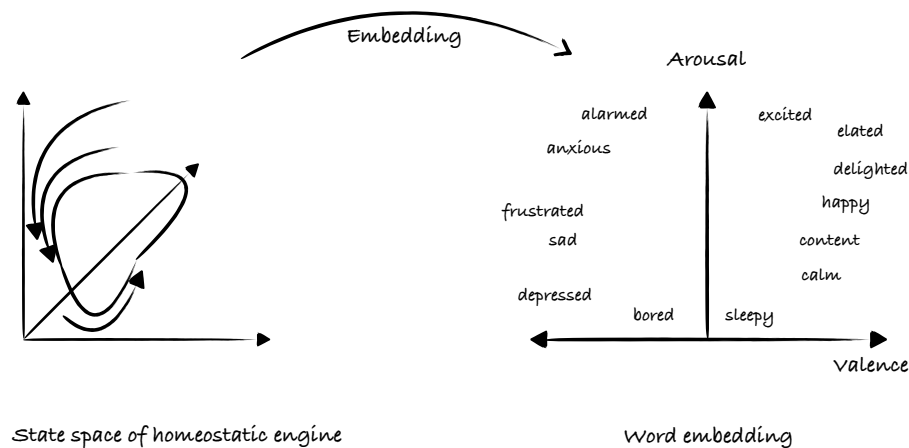 Embedding
Arousal
alarmed
excited
elated
anxious
delighted
happy
frustrated
sad
content
calm
depressed
bored
sleepy
Valence
State space of homeostatic engine
Word embedding